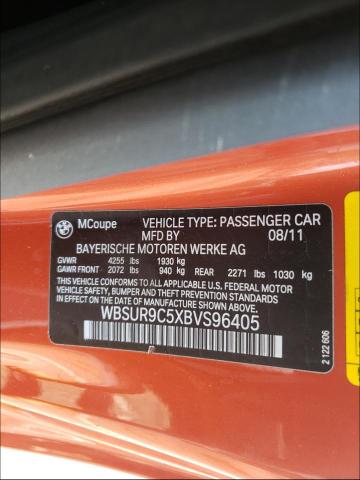 MCoupe VEHICLE TYPE: PASSENGER CAR
MFD BY 08/11
BAYERISCHE MOTOREN WERKE AG
GVWR 4255 lbs 1930 kg
GAWR FRONT 2072 lbs 940 kg REAR 2271 lbs 1030 kg
THIS VEHICLE CONFORMS TO ALL APPLICABLE U.S. FEDERAL
MOTOR VEHICLE SAFETY, BUMPER, AND THEFT PREVENTION
STANDARDS IN EFFECT ON THE DATE OF MANUFACTURE SHOWN ABOVE.
WBSUR9C5XBVS96405
2 122 606